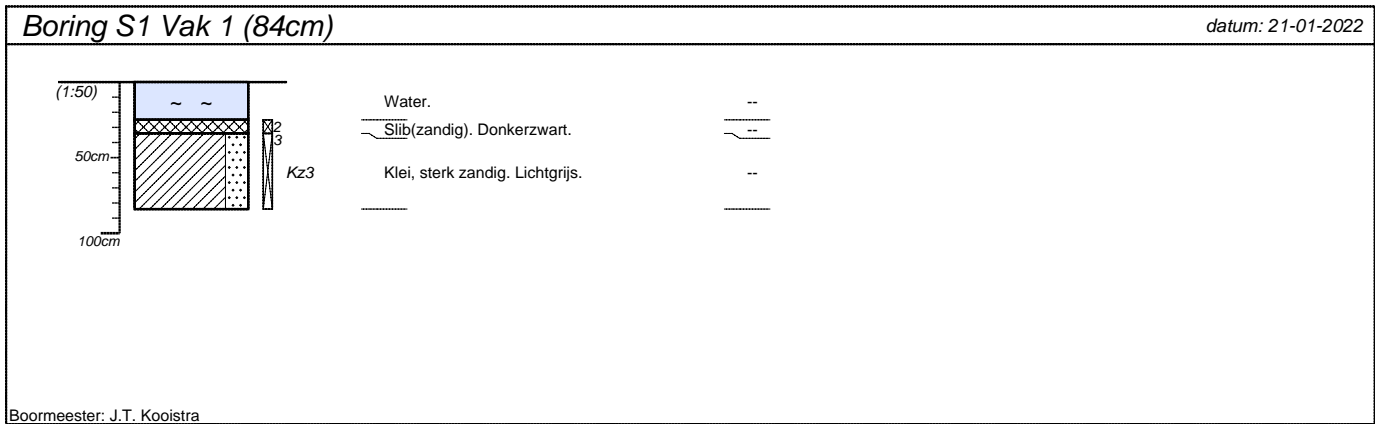 Boring S1 Vak 1 (84cm) datum: 21-01-2022
(1:50)
~ ~ Water. --
2 Slib(zandig). Donkerzwart. --
3
50cm
Kz3 Klei, sterk zandig. Lichtgrijs. --
100cm
Boormeester: J.T. Kooistra